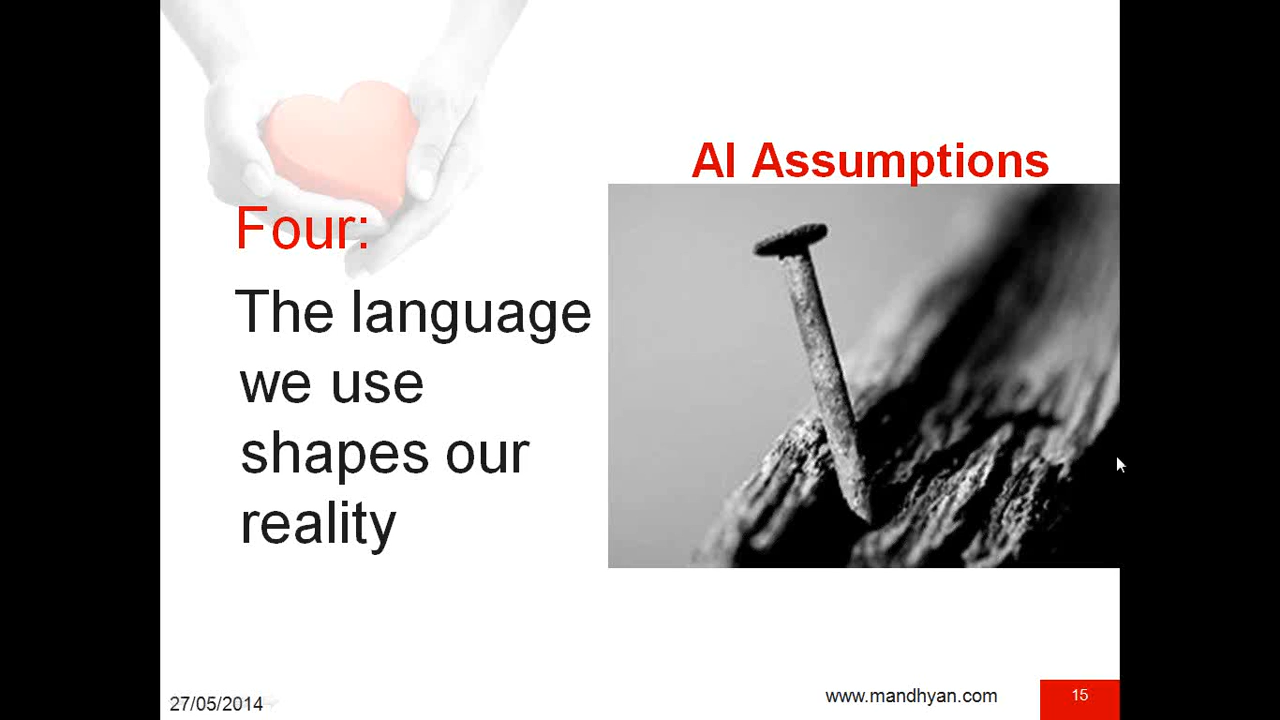 AI Assumptions
Four:
The language
we use
shapes our
reality
27/05/2014
www.mandhyan.com
15